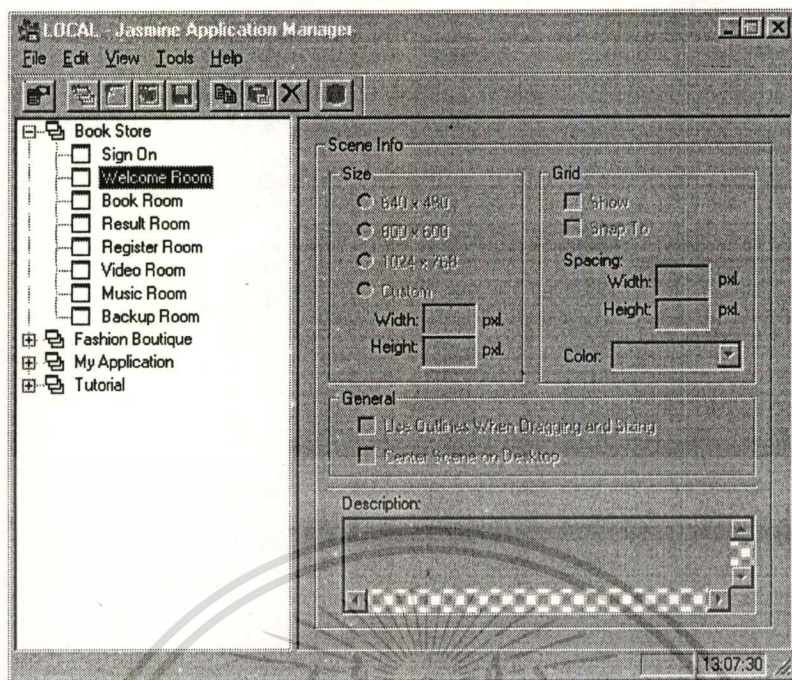 LOCAL - Jasmine Application Manager
File Edit View Tools Help
Book Store
Sign On
Welcome Room
Book Room
Result Room
Register Room
Video Room
Music Room
Backup Room
Fashion Boutique
My Application
Tutorial
Scene Info
Size
640 x 480
800 x 600
1024 x 768
Custom
Width: pxl.
Height: pxl.
Grid
Show
Snap To
Spacing:
Width: pxl.
Height: pxl.
Color:
General
Use Outlines When Dragging and Sizing
Center Scene on Desktop
Description:
13:07:30